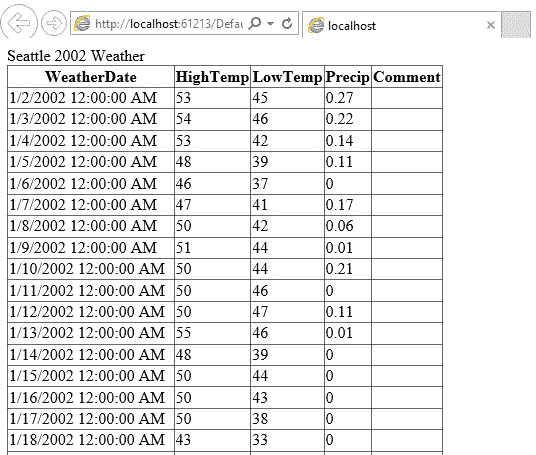 http://localhost:61213/Defau
localhost
Seattle 2002 Weather
WeatherDate HighTemp LowTemp Precip Comment
1/2/2002 12:00:00 AM 53 45 0.27
1/3/2002 12:00:00 AM 54 46 0.22
1/4/2002 12:00:00 AM 53 42 0.14
1/5/2002 12:00:00 AM 48 39 0.11
1/6/2002 12:00:00 AM 46 37 0
1/7/2002 12:00:00 AM 47 41 0.17
1/8/2002 12:00:00 AM 50 42 0.06
1/9/2002 12:00:00 AM 51 44 0.01
1/10/2002 12:00:00 AM 50 44 0.21
1/11/2002 12:00:00 AM 50 46 0
1/12/2002 12:00:00 AM 50 47 0.11
1/13/2002 12:00:00 AM 55 46 0.01
1/14/2002 12:00:00 AM 48 39 0
1/15/2002 12:00:00 AM 50 44 0
1/16/2002 12:00:00 AM 50 43 0
1/17/2002 12:00:00 AM 50 38 0
1/18/2002 12:00:00 AM 43 33 0